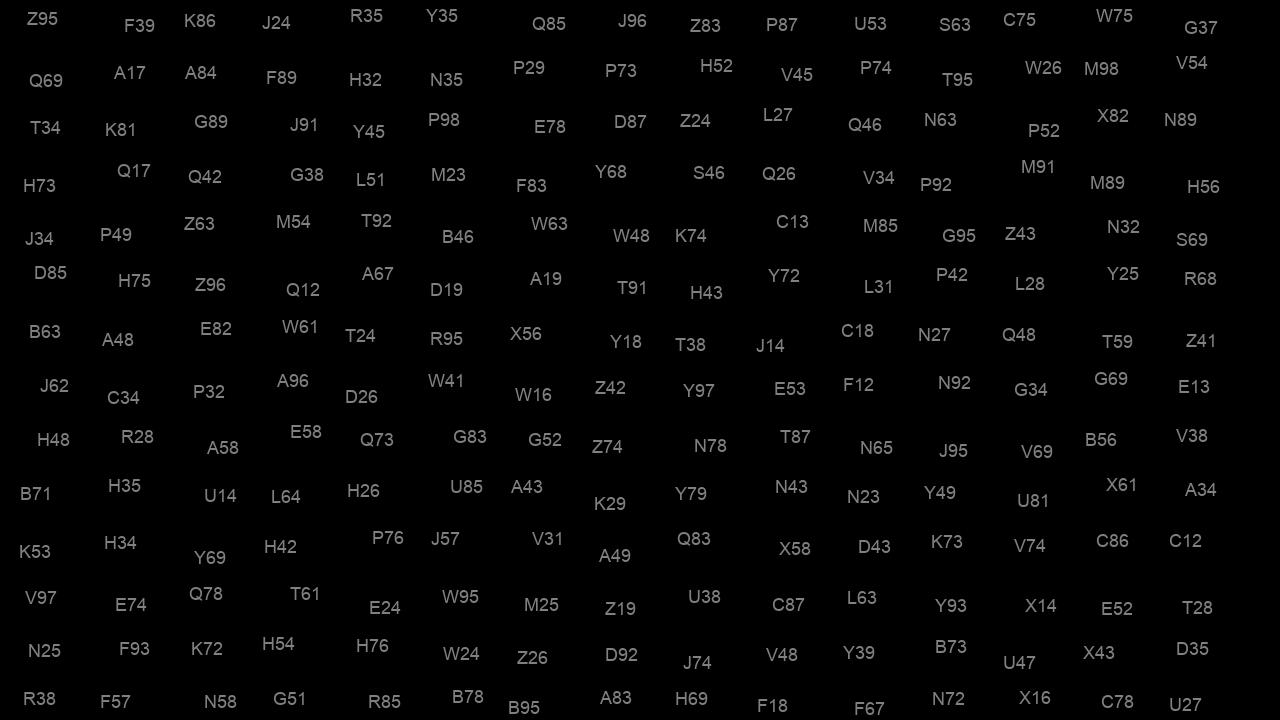 Z95 F39 K86 J24 R35 Y35 Q85 J96 Z83 P87 U53 S63 C75 W75 G37
Q69 A17 A84 F89 H32 N35 P29 P73 H52 V45 P74 T95 W26 M98 V54
T34 K81 G89 J91 Y45 P98 E78 D87 Z24 L27 Q46 N63 P52 X82 N89
H73 Q17 Q42 G38 L51 M23 F83 Y68 S46 Q26 V34 P92 M91 M89 H56
J34 P49 Z63 M54 T92 B46 W63 W48 K74 C13 M85 G95 Z43 N32 S69
D85 H75 Z96 Q12 A67 D19 A19 T91 H43 Y72 L31 P42 L28 Y25 R68
B63 A48 E82 W61 T24 R95 X56 Y18 T38 J14 C18 N27 Q48 T59 Z41
J62 C34 P32 A96 D26 W41 W16 Z42 Y97 E53 F12 N92 G34 G69 E13
H48 R28 A58 E58 Q73 G83 G52 Z74 N78 T87 N65 J95 V69 B56 V38
B71 H35 U14 L64 H26 U85 A43 K29 Y79 N43 N23 Y49 U81 X61 A34
K53 H34 Y69 H42 P76 J57 V31 A49 Q83 X58 D43 K73 V74 C86 C12
V97 E74 Q78 T61 E24 W95 M25 Z19 U38 C87 L63 Y93 X14 E52 T28
N25 F93 K72 H54 H76 W24 Z26 D92 J74 V48 Y39 B73 U47 X43 D35
R38 F57 N58 G51 R85 B78 B95 A83 H69 F18 F67 N72 X16 C78 U27